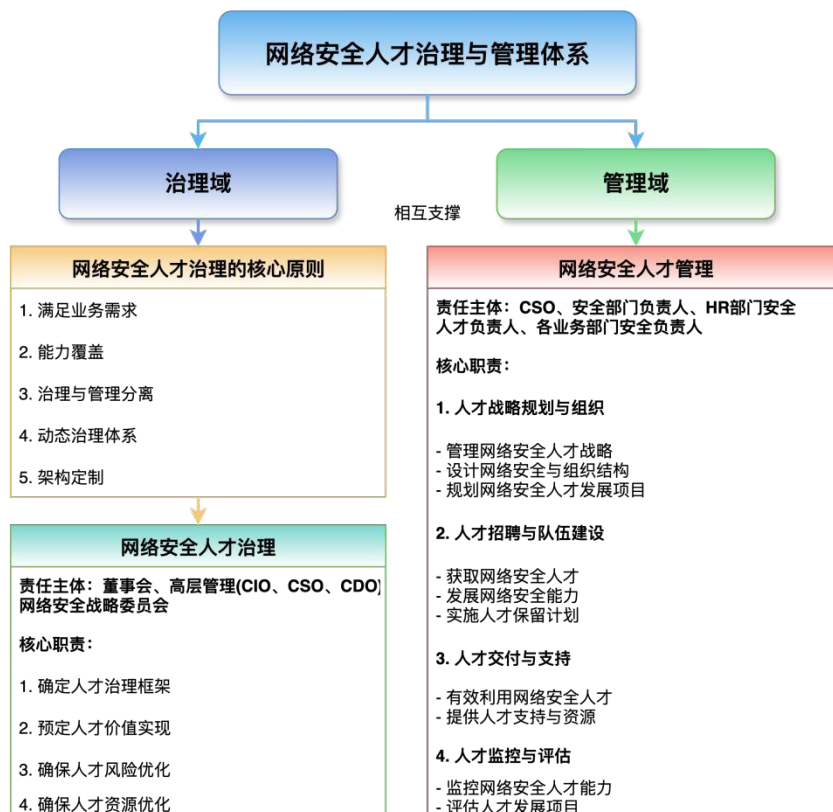 网络安全人才治理与管理体系
治理域
管理域
相互支撑
网络安全人才治理的核心原则
1. 满足业务需求
2. 能力覆盖
3. 治理与管理分离
4. 动态治理体系
5. 架构定制
网络安全人才治理
责任主体：董事会、高层管理(CIO、CSO、CDO)
网络安全战略委员会
核心职责：
1. 确定人才治理框架
2. 预定人才价值实现
3. 确保人才风险优化
4. 确保人才资源优化
网络安全人才管理
责任主体：CSO、安全部门负责人、HR部门安全
人才负责人、各业务部门安全负责人
核心职责：
1. 人才战略规划与组织
- 管理网络安全人才战略
- 设计网络安全与组织结构
- 规划网络安全人才发展项目
2. 人才招聘与队伍建设
- 获取网络安全人才
- 发展网络安全能力
- 实施人才保留计划
3. 人才交付与支持
- 有效利用网络安全人才
- 提供人才支持与资源
4. 人才监控与评估
- 监控网络安全人才能力
- 评估人才发展项目